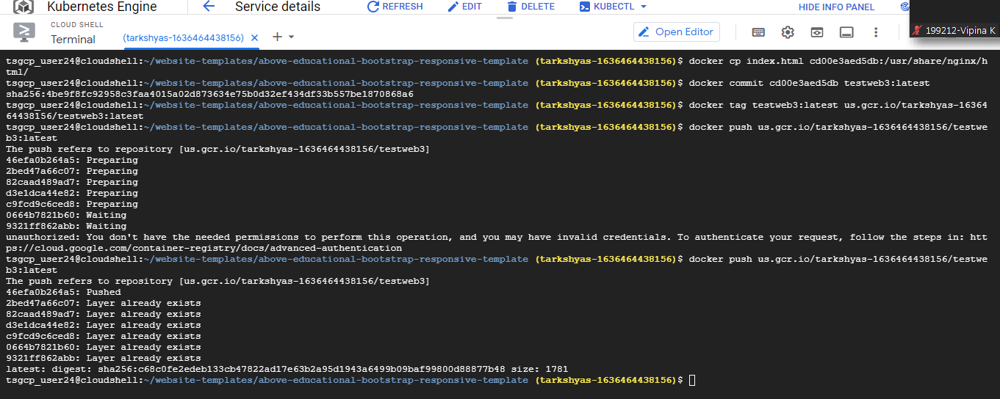 Kubernetes Engine
Service details
REFRESH
EDIT
DELETE
KUBECTL
HIDE INFO PANEL
199212-Vipina K
CLOUD SHELL
Terminal
(tarkshyas-1636464438156)
Open Editor
tsgcp_user24@cloudshell:~/website-templates/above-educational-bootstrap-responsive-template (tarkshyas-1636464438156)$ docker cp index.html cd00e3aed5db:/usr/share/nginx/h
tml/
tsgcp_user24@cloudshell:~/website-templates/above-educational-bootstrap-responsive-template (tarkshyas-1636464438156)$ docker commit cd00e3aed5db testweb3:latest
sha256:4be9f8fc92958c3faa4015a02d873634e75b0d32ef434df33b557be1870868a6
tsgcp_user24@cloudshell:~/website-templates/above-educational-bootstrap-responsive-template (tarkshyas-1636464438156)$ docker tag testweb3:latest us.gcr.io/tarkshyas-16364
64438156/testweb3:latest
tsgcp_user24@cloudshell:~/website-templates/above-educational-bootstrap-responsive-template (tarkshyas-1636464438156)$ docker push us.gcr.io/tarkshyas-1636464438156/testwe
b3:latest
The push refers to repository [us.gcr.io/tarkshyas-1636464438156/testweb3]
46efa0b264a5: Preparing
2bed47a66c07: Preparing
82caad489ad7: Preparing
d3e1dca44e82: Preparing
c9fcd9c6ced8: Preparing
0664b7821b60: Waiting
9321ff862abb: Waiting
unauthorized: You don't have the needed permissions to perform this operation, and you may have invalid credentials. To authenticate your request, follow the steps in: htt
ps://cloud.google.com/container-registry/docs/advanced-authentication
tsgcp_user24@cloudshell:~/website-templates/above-educational-bootstrap-responsive-template (tarkshyas-1636464438156)$ docker push us.gcr.io/tarkshyas-1636464438156/testwe
b3:latest
The push refers to repository [us.gcr.io/tarkshyas-1636464438156/testweb3]
46efa0b264a5: Pushed
2bed47a66c07: Layer already exists
82caad489ad7: Layer already exists
d3e1dca44e82: Layer already exists
c9fcd9c6ced8: Layer already exists
0664b7821b60: Layer already exists
9321ff862abb: Layer already exists
latest: digest: sha256:c68c0fe2edeb133cb47822ad17e63b2a95d1943a6499b09baf99800d88877b48 size: 1781
tsgcp_user24@cloudshell:~/website-templates/above-educational-bootstrap-responsive-template (tarkshyas-1636464438156)$